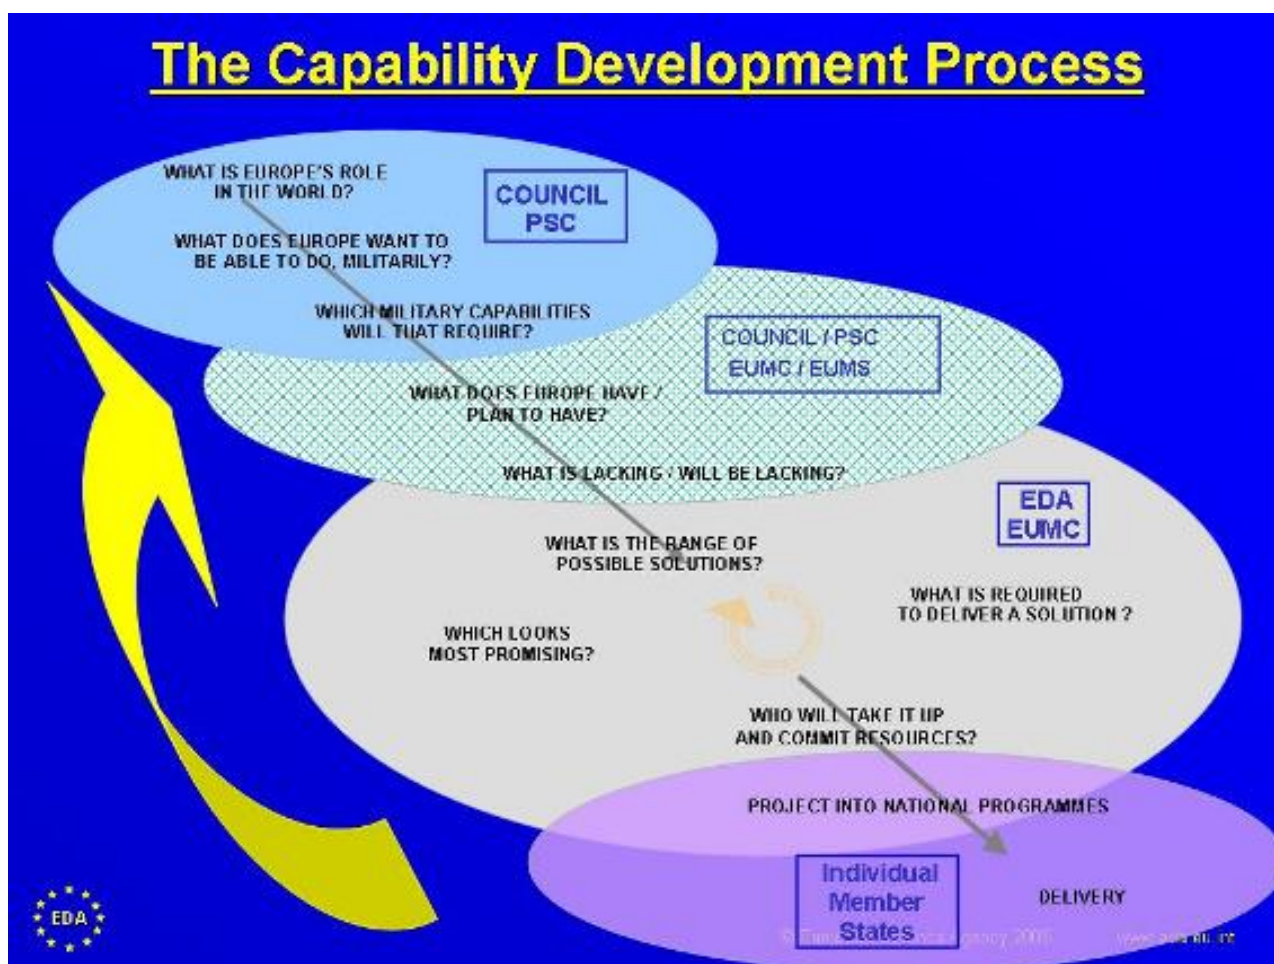 The Capability Development Process
WHAT IS EUROPE'S ROLE
IN THE WORLD?
COUNCIL
PSC
WHAT DOES EUROPE WANT TO
BE ABLE TO DO, MILITARILY?
WHICH MILITARY CAPABILITIES
WILL THAT REQUIRE?
COUNCIL / PSC
EUMC / EUMS
WHAT DOES EUROPE HAVE /
PLAN TO HAVE?
WHAT IS LACKING / WILL BE LACKING?
EDA
EUMC
WHAT IS THE RANGE OF
POSSIBLE SOLUTIONS?
WHAT IS REQUIRED
TO DELIVER A SOLUTION ?
WHICH LOOKS
MOST PROMISING?
WHO WILL TAKE IT UP
AND COMMIT RESOURCES?
PROJECT INTO NATIONAL PROGRAMMES
Individual
Member
States
DELIVERY
EDA